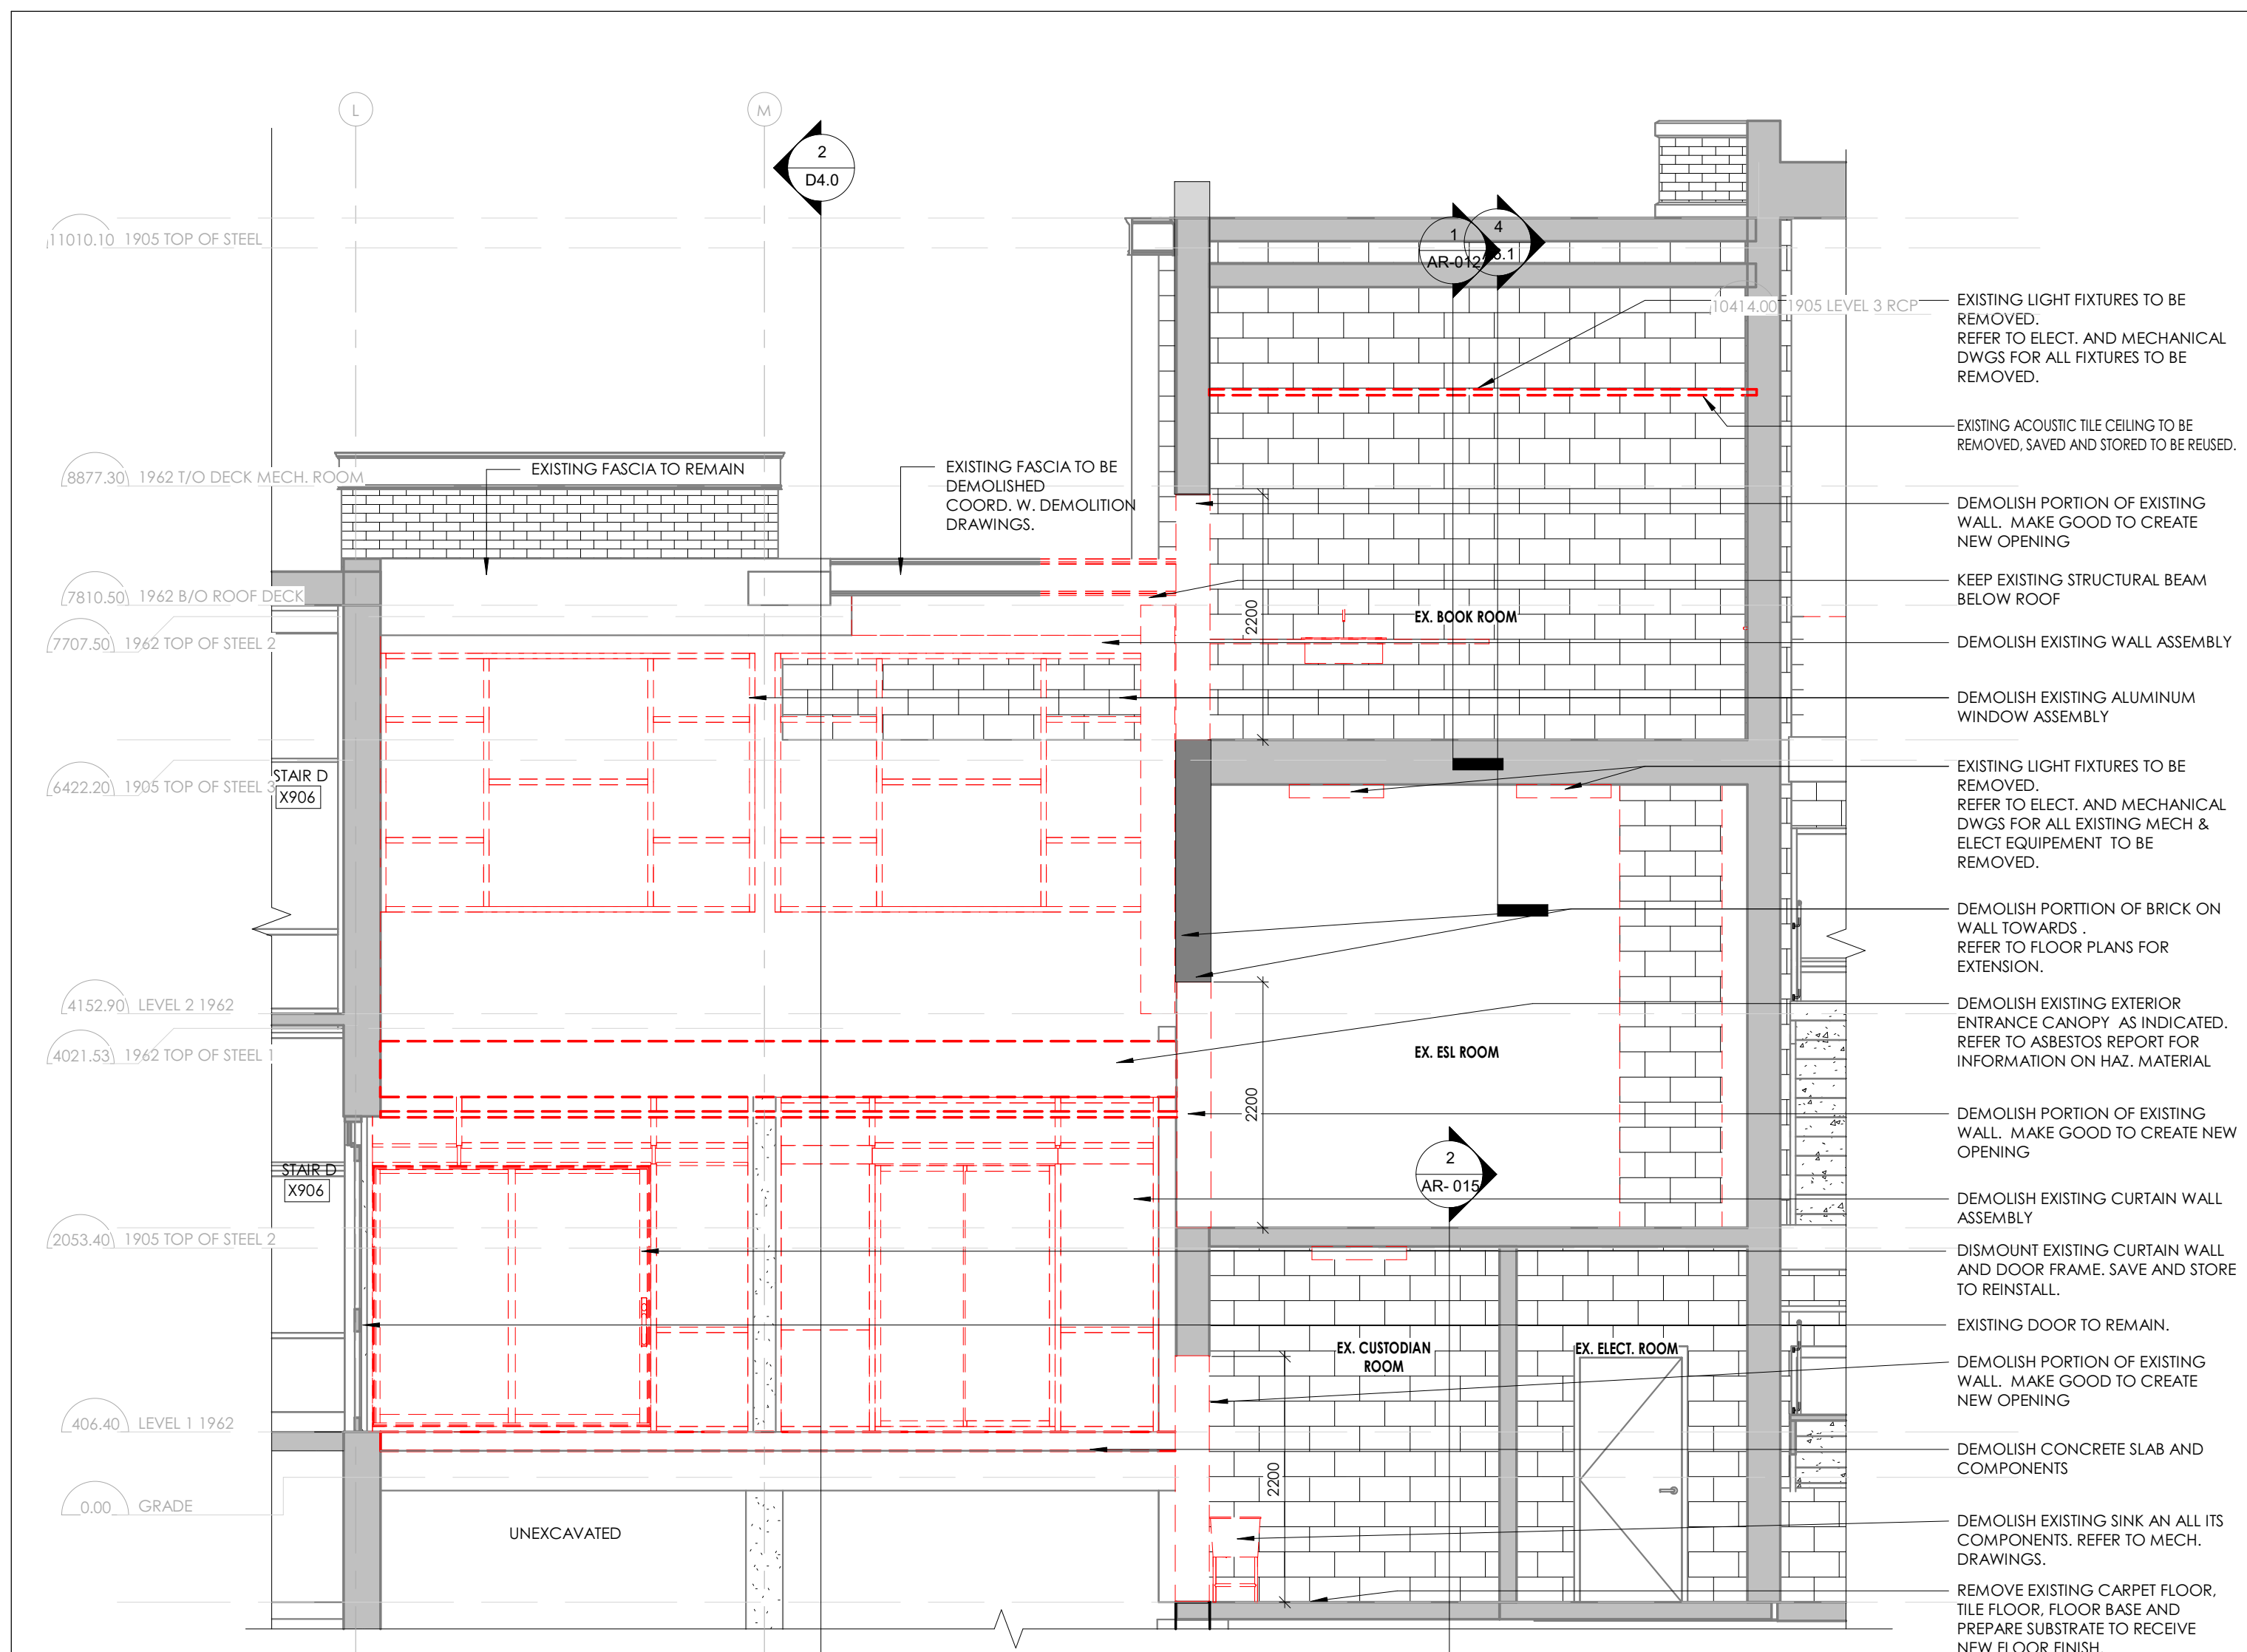 L
M
2
D4.0
11010.10 1905 TOP OF STEEL
1
AR-012
4
10414.00 1905 LEVEL 3 RCP
EXISTING LIGHT FIXTURES TO BE
REMOVED.
REFER TO ELECT. AND MECHANICAL
DWGS FOR ALL FIXTURES TO BE
REMOVED.
EXISTING ACOUSTIC TILE CEILING TO BE
REMOVED, SAVED AND STORED TO BE REUSED.
8877.30 1962 T/O DECK MECH. ROOM
EXISTING FASCIA TO REMAIN
EXISTING FASCIA TO BE
DEMOLISHED
COORD. W. DEMOLITION
DRAWINGS.
DEMOLISH PORTION OF EXISTING
WALL. MAKE GOOD TO CREATE
NEW OPENING
7810.50 1962 B/O ROOF DECK
KEEP EXISTING STRUCTURAL BEAM
BELOW ROOF
2200
EX. BOOK ROOM
7707.50 1962 TOP OF STEEL 2
DEMOLISH EXISTING WALL ASSEMBLY
DEMOLISH EXISTING ALUMINUM
WINDOW ASSEMBLY
6422.20 1905 TOP OF STEEL 3
STAIR D
X906
EXISTING LIGHT FIXTURES TO BE
REMOVED.
REFER TO ELECT. AND MECHANICAL
DWGS FOR ALL EXISTING MECH &
ELECT EQUIPEMENT TO BE
REMOVED.
DEMOLISH PORTTION OF BRICK ON
WALL TOWARDS .
REFER TO FLOOR PLANS FOR
EXTENSION.
4152.90 LEVEL 2 1962
DEMOLISH EXISTING EXTERIOR
ENTRANCE CANOPY AS INDICATED.
REFER TO ASBESTOS REPORT FOR
INFORMATION ON HAZ. MATERIAL
4021.53 1962 TOP OF STEEL 1
EX. ESL ROOM
2200
DEMOLISH PORTION OF EXISTING
WALL. MAKE GOOD TO CREATE NEW
OPENING
STAIR D
X906
2
AR- 015
DEMOLISH EXISTING CURTAIN WALL
ASSEMBLY
2053.40 1905 TOP OF STEEL 2
DISMOUNT EXISTING CURTAIN WALL
AND DOOR FRAME. SAVE AND STORE
TO REINSTALL.
EXISTING DOOR TO REMAIN.
EX. CUSTODIAN
ROOM
EX. ELECT. ROOM
DEMOLISH PORTION OF EXISTING
WALL. MAKE GOOD TO CREATE
NEW OPENING
406.40 LEVEL 1 1962
DEMOLISH CONCRETE SLAB AND
COMPONENTS
2200
0.00 GRADE
UNEXCAVATED
DEMOLISH EXISTING SINK AN ALL ITS
COMPONENTS. REFER TO MECH.
DRAWINGS.
REMOVE EXISTING CARPET FLOOR,
TILE FLOOR, FLOOR BASE AND
PREPARE SUBSTRATE TO RECEIVE
NEW FLOOR FINISH